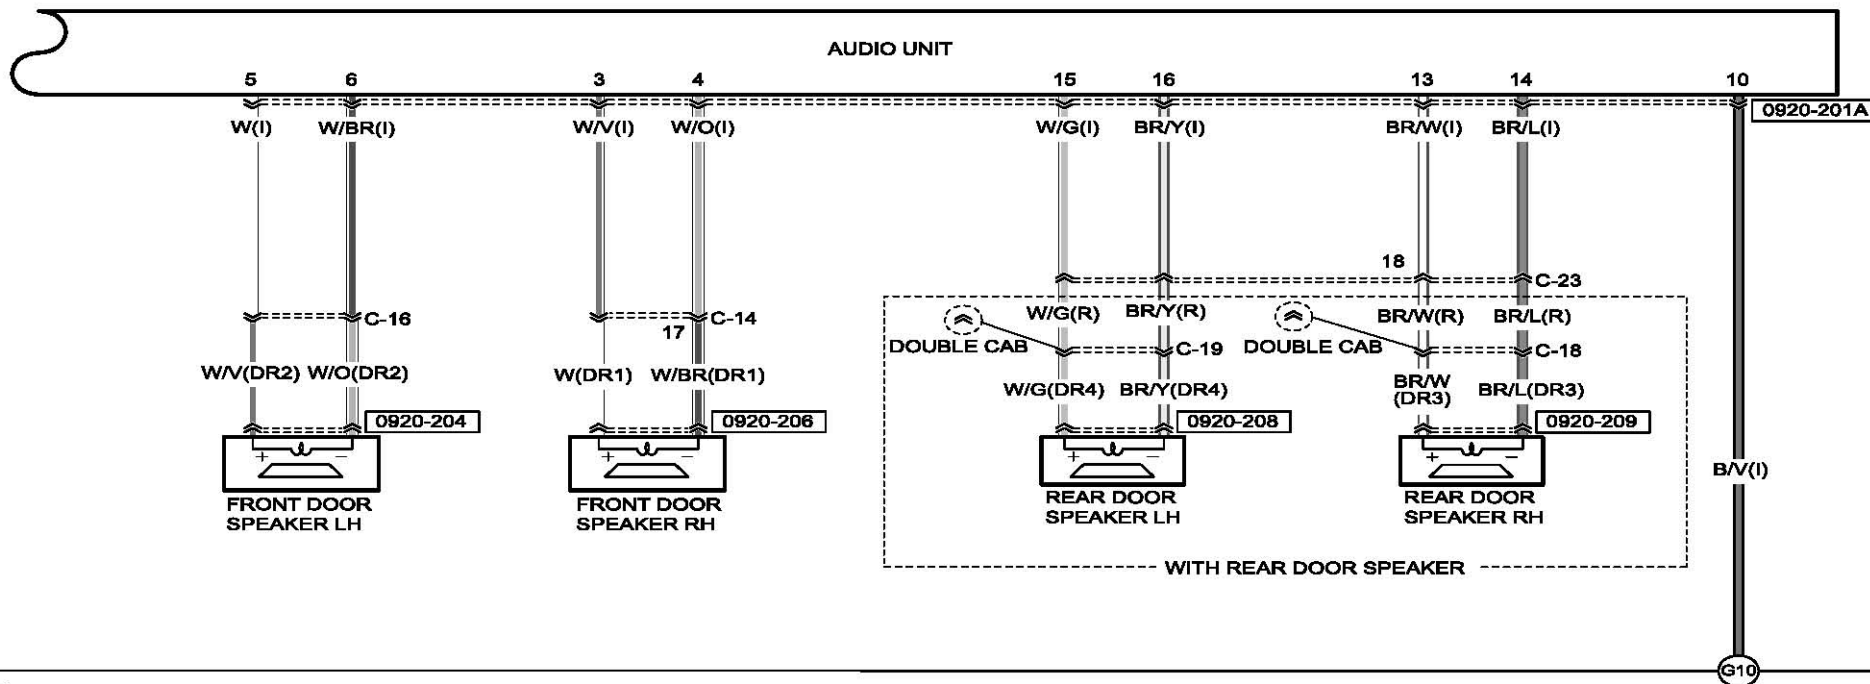 AUDIO UNIT
5 6 3 4 15 16 13 14 10
0920-201A
W(I) W/BR(I) W/V(I) W/O(I) W/G(I) BR/Y(I) BR/W(I) BR/L(I)
18
C-23
W/G(R) BR/Y(R) BR/W(R) BR/L(R)
C-16
17
C-14
DOUBLE CAB
C-19
DOUBLE CAB
C-18
W/V(DR2) W/O(DR2) W(DR1) W/BR(DR1) W/G(DR4) BR/Y(DR4) BR/W
(DR3)
BR/L(DR3)
0920-204 0920-206 0920-208 0920-209
+ − + − + − + −
B/V(I)
FRONT DOOR
SPEAKER LH
FRONT DOOR
SPEAKER RH
REAR DOOR
SPEAKER LH
REAR DOOR
SPEAKER RH
WITH REAR DOOR SPEAKER
G10